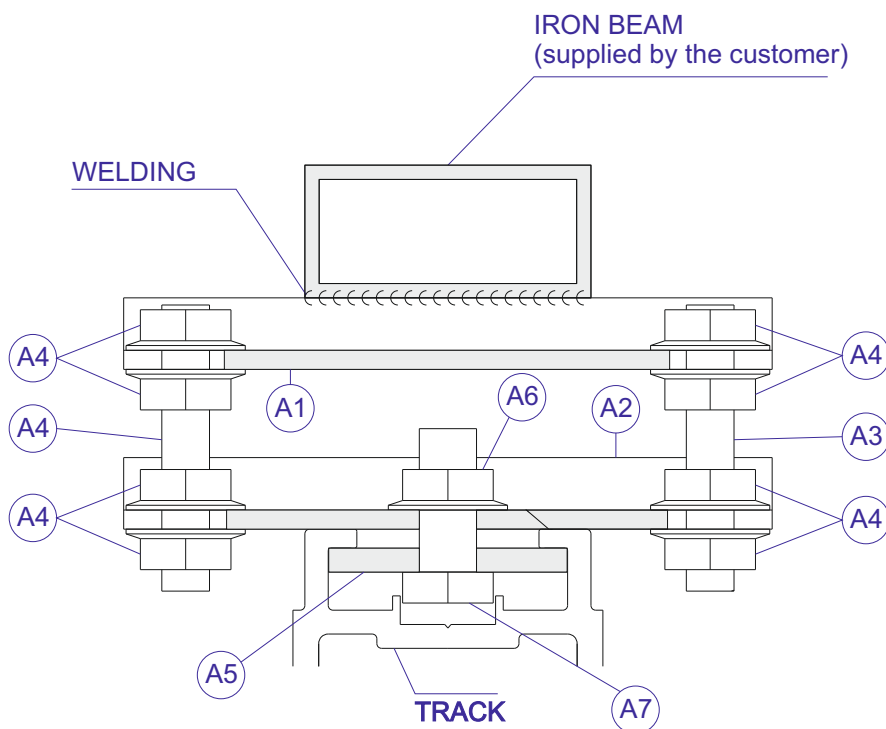 IRON BEAM
(supplied by the customer)
WELDING
A4
A4
A1
A6
A2
A4
A3
A4
A4
A5
TRACK
A7